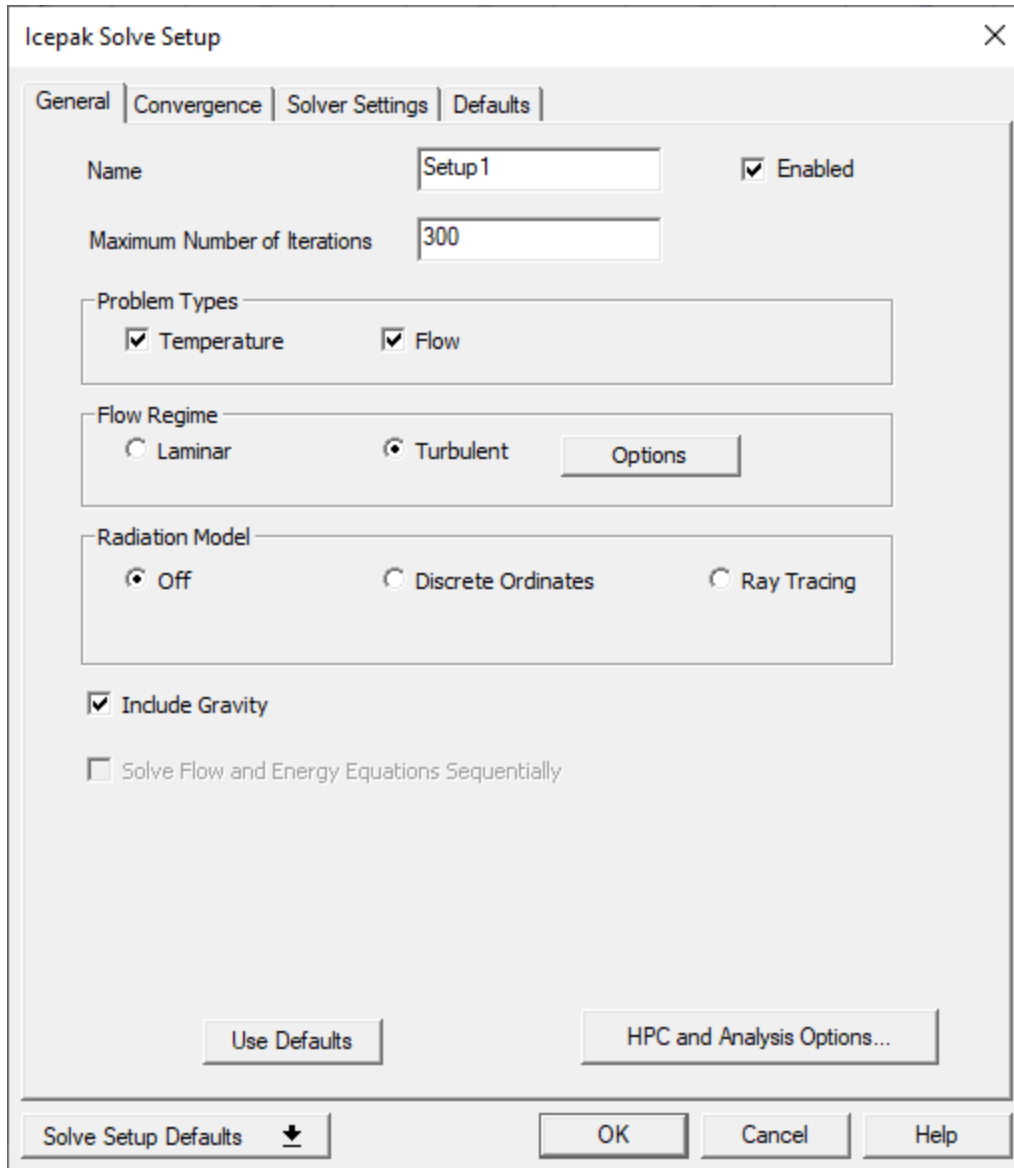 Icepak Solve Setup
General Convergence Solver Settings Defaults
Name Setup1 Enabled
Maximum Number of Iterations 300
Problem Types
Temperature Flow
Flow Regime
Laminar Turbulent Options
Radiation Model
Off Discrete Ordinates Ray Tracing
Include Gravity
Solve Flow and Energy Equations Sequentially
Use Defaults HPC and Analysis Options...
Solve Setup Defaults OK Cancel Help